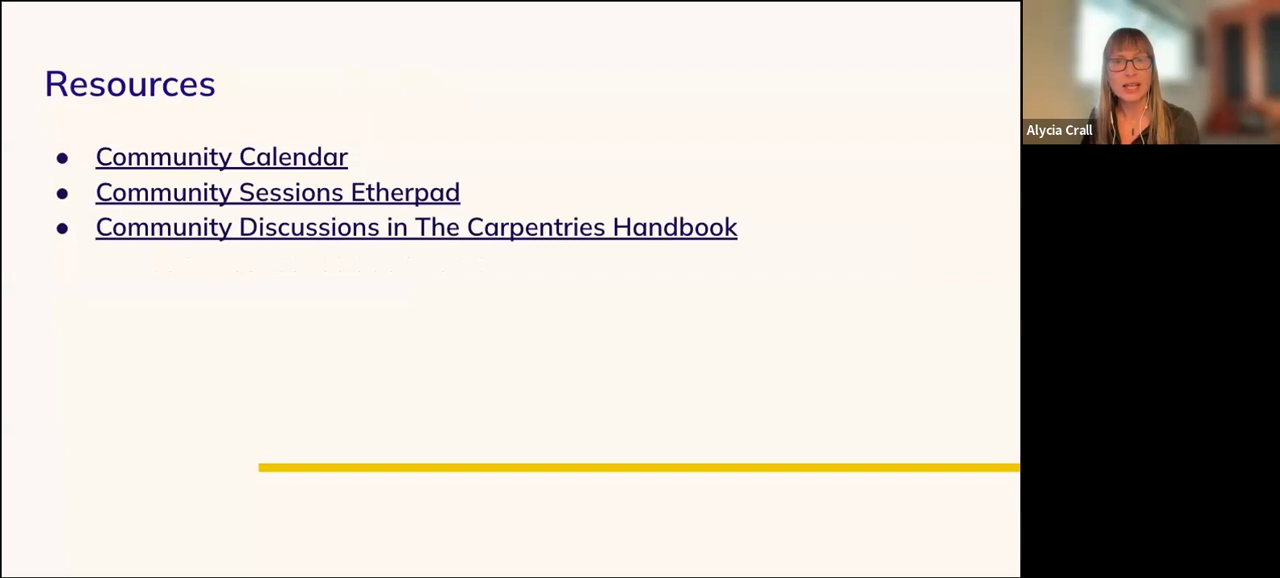 Resources
Community Calendar
Community Sessions Etherpad
Community Discussions in The Carpentries Handbook
Alycia Crall